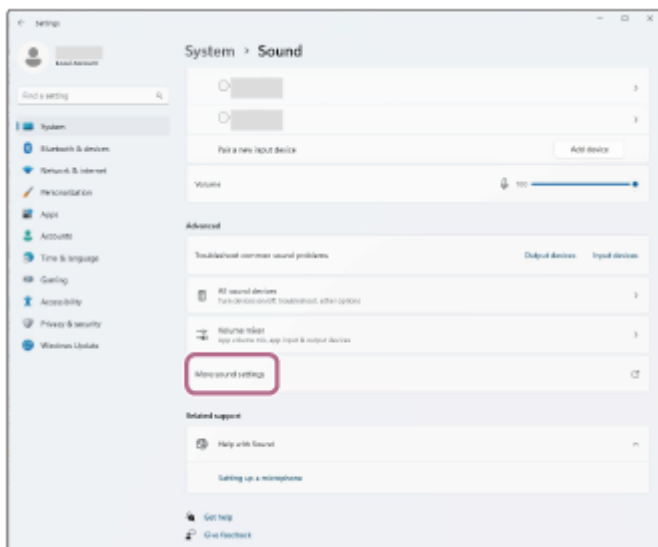 Settings
System > Sound
Local Account
Find a setting
System
Bluetooth & devices
Network & internet
Personalization
Apps
Accounts
Time & language
Gaming
Accessibility
Privacy & security
Windows Update
Pair a new input device
Add device
Volume
100
Advanced
Troubleshoot common sound problems
Output devices
Input devices
All sound devices
Turn devices on/off, troubleshoot, other options
Volume mixer
App volume mix, app input & output devices
More sound settings
Related support
Help with Sound
Setting up a microphone
Get help
Give feedback